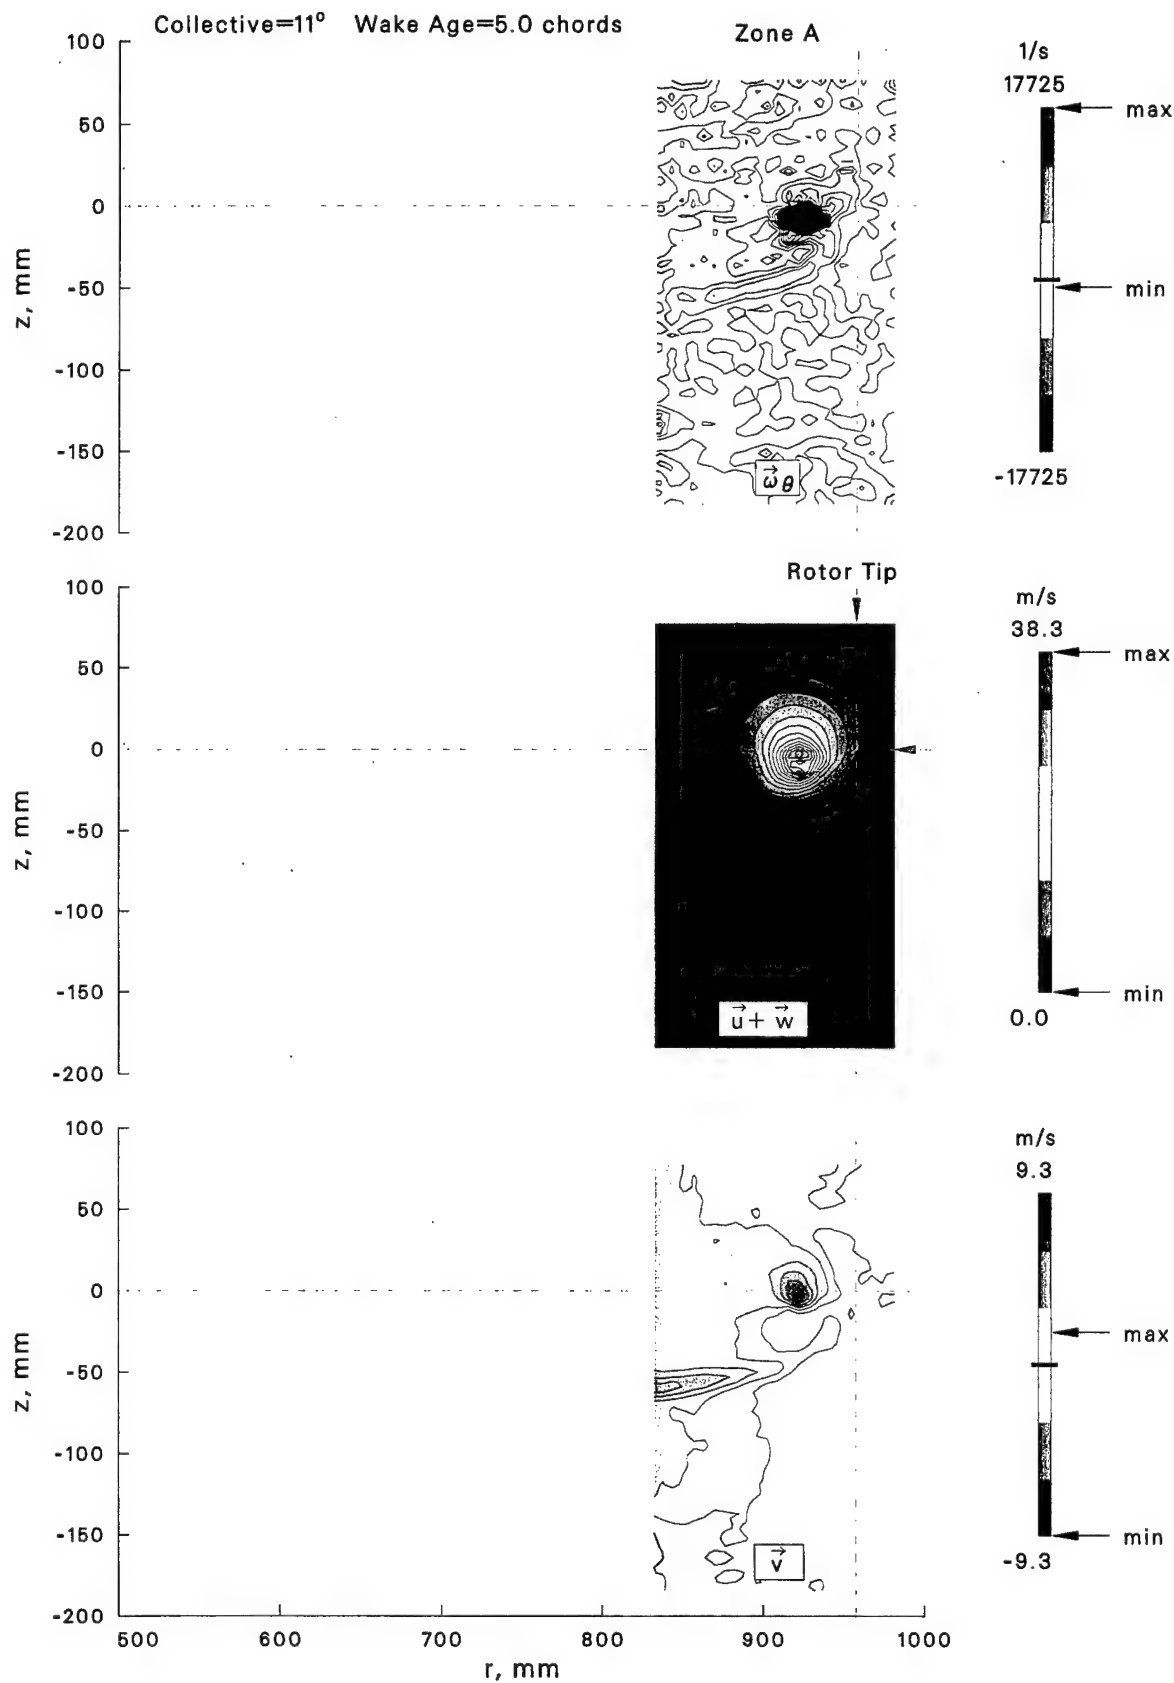 Collective=11° Wake Age=5.0 chords
Zone A
1/s
17725
max
min
-17725
100
50
0
-50
-100
-150
-200
z, mm
ω⃗θ
Rotor Tip
m/s
38.3
max
min
0.0
100
50
0
-50
-100
-150
-200
z, mm
u⃗ + w⃗
m/s
9.3
max
min
-9.3
100
50
0
-50
-100
-150
-200
z, mm
v⃗
500 600 700 800 900 1000
r, mm